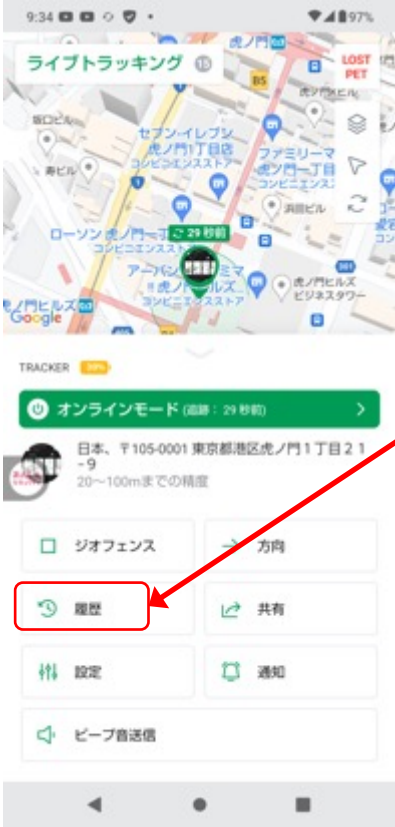 9:34
97%
虎ノ門
ライブトラッキング 15
LOST
PET
B5
セブン-イレブン
虎ノ門1丁目店
コンビニエンスストア
ファミリーマ
虎ノ門一丁目
浜田ビル
29 秒前
ローソン 虎ノ門一丁
コンビニエンススト
アーバン
コンビニエンスストア
虎ノ門ヒルズ
ビジネスタワー
Google
TRACKER
オンラインモード (追跡: 29 秒前)
日本、〒105-0001 東京都港区虎ノ門1丁目21
-9
20〜100mまでの精度
ジオフェンス
方向
履歴
共有
設定
通知
ビープ音送信